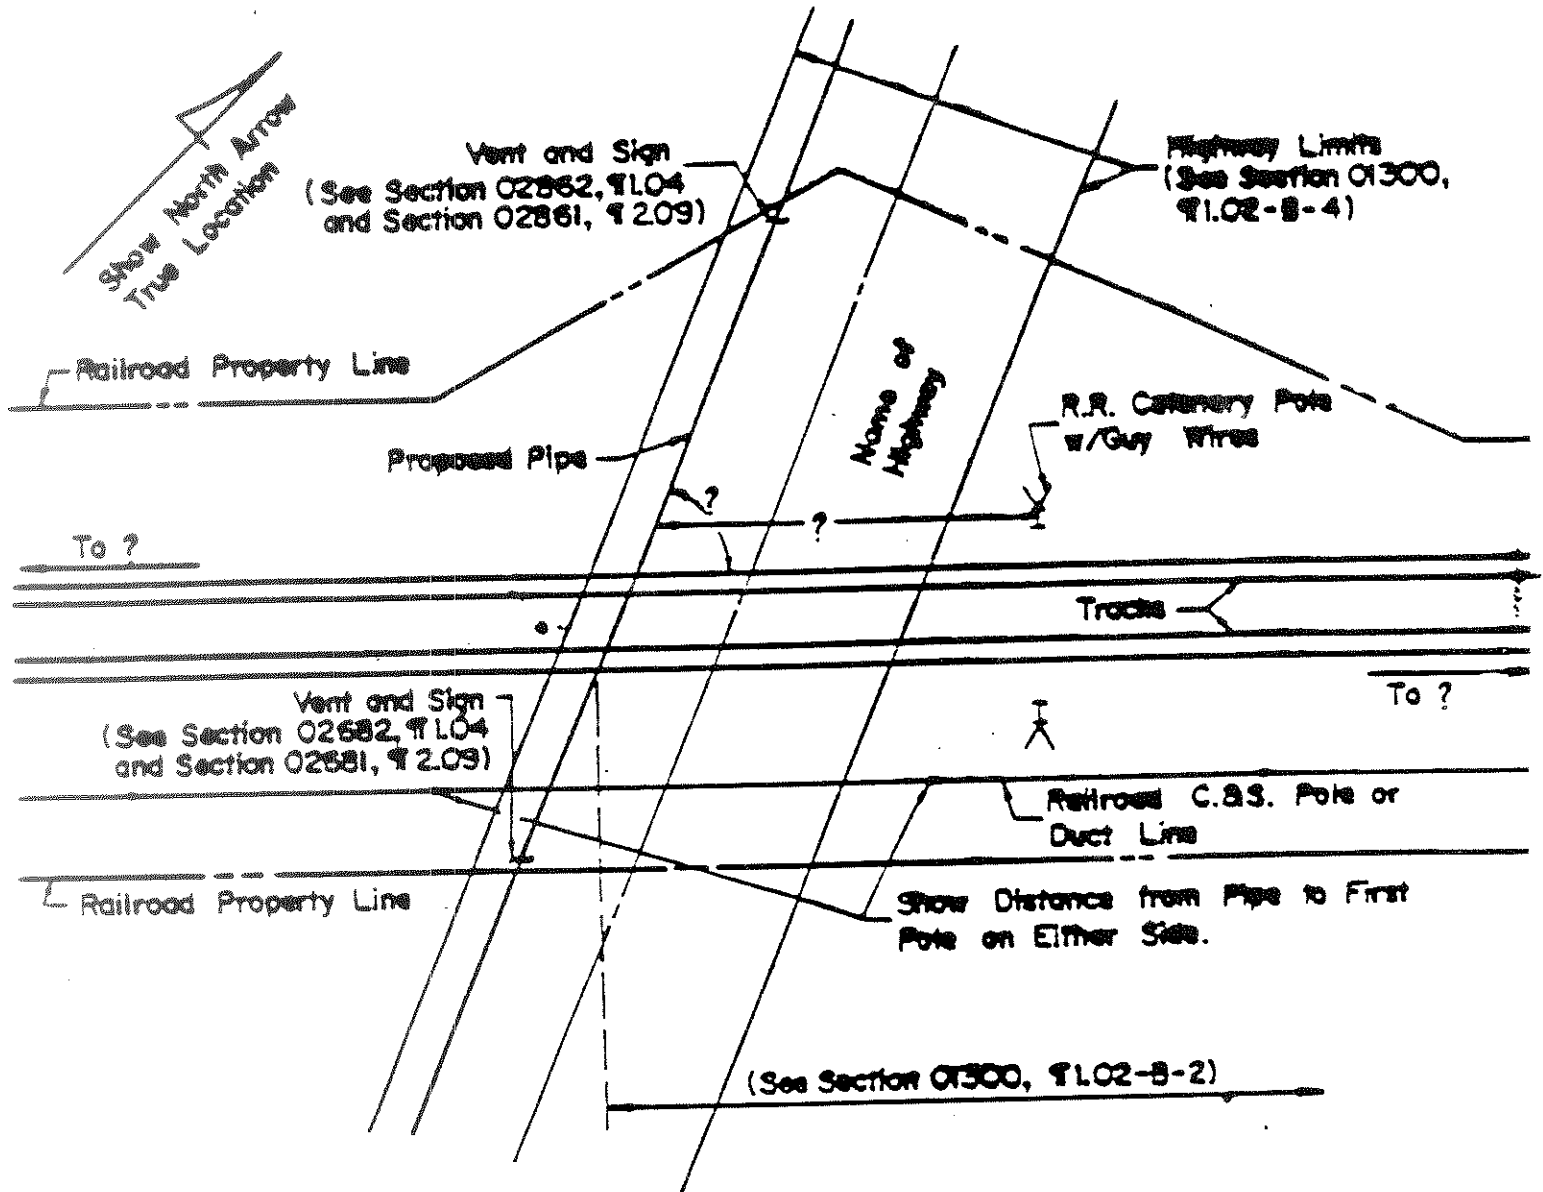 Show North Arrow
True Location
Vent and Sign
(See Section 02862, ¶1.04
and Section 02861, ¶ 2.09)
Highway Limits
(See Section 01300,
¶1.02-B-4)
Railroad Property Line
Proposed Pipe
Name of
Highway
R.R. Catenary Pole
w/Guy Wires
?
?
To ?
Tracks
To ?
Vent and Sign
(See Section 02682, ¶1.04
and Section 02681, ¶ 2.09)
Railroad C.&S. Pole or
Duct Line
Railroad Property Line
Show Distance from Pipe to First
Pole on Either Side.
(See Section 01300, ¶1.02-B-2)